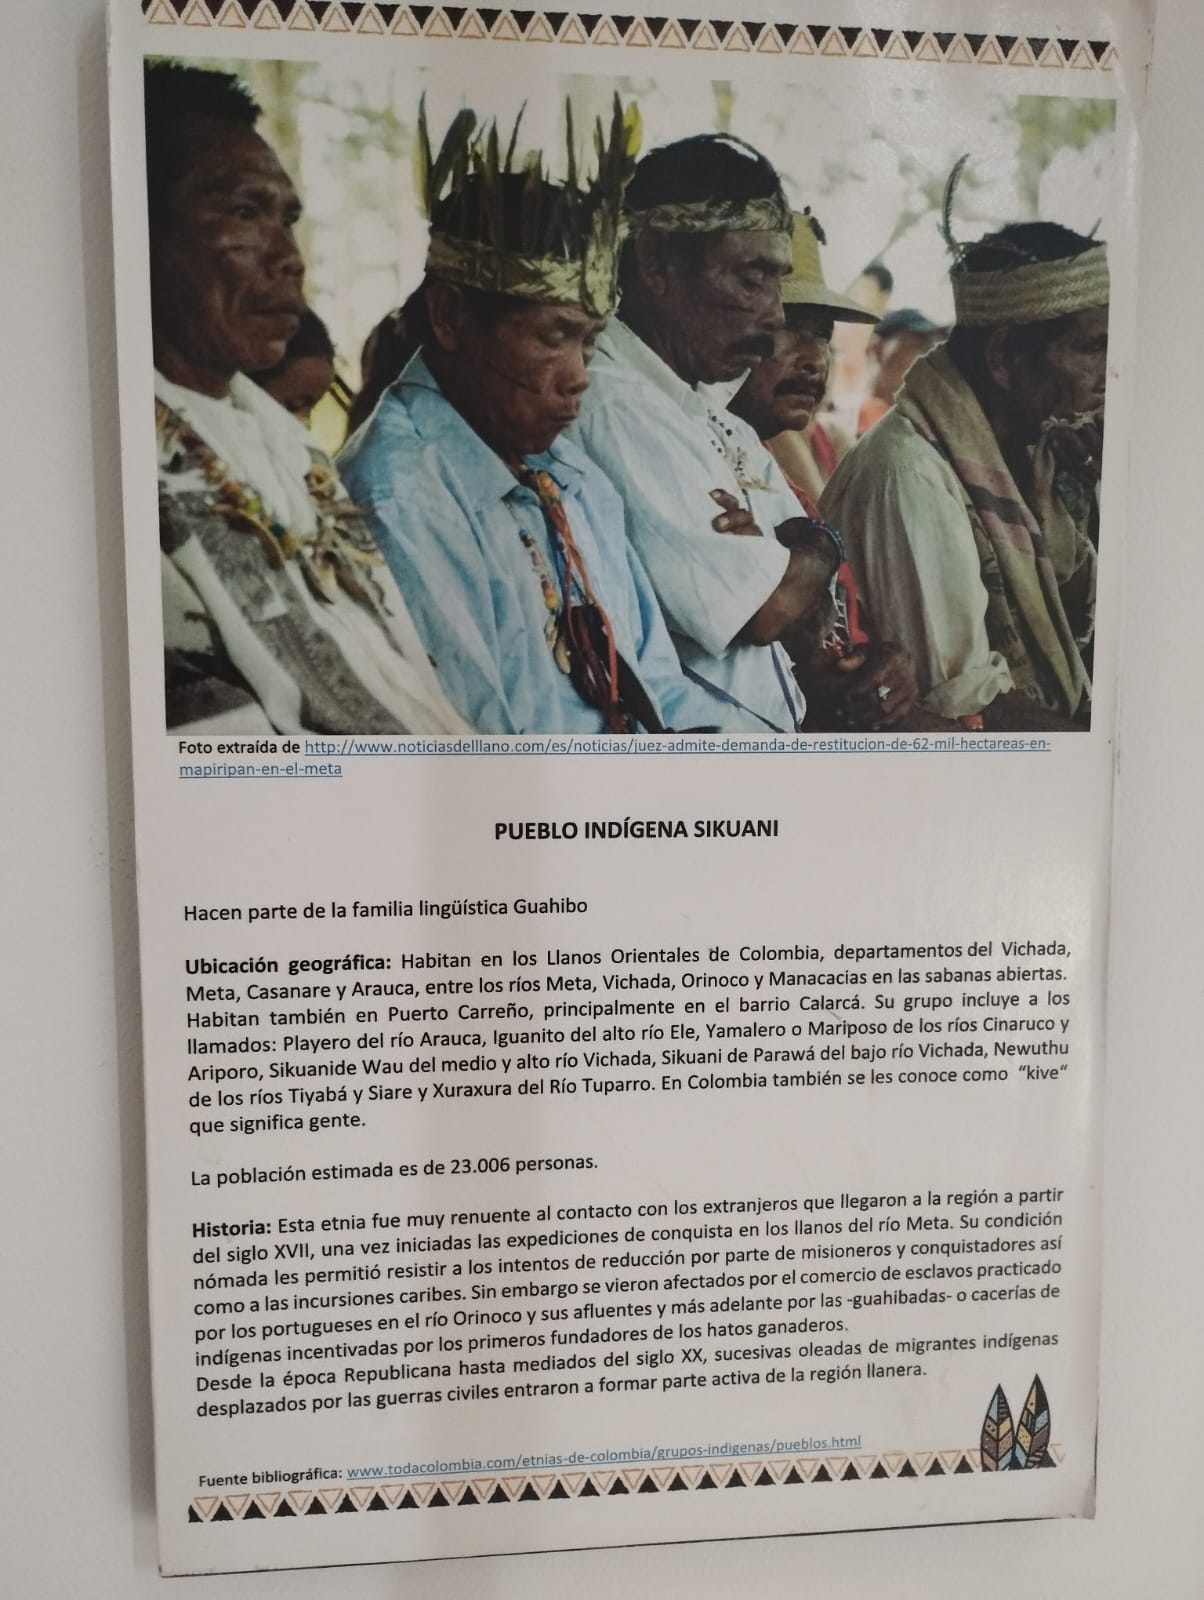 Foto extraída de http://www.noticiasdelllano.com/es/noticias/juez-admite-demanda-de-restitucion-de-62-mil-hectareas-en-
mapiripan-en-el-meta
PUEBLO INDÍGENA SIKUANI
Hacen parte de la familia lingüística Guahibo
Ubicación geográfica: Habitan en los Llanos Orientales de Colombia, departamentos del Vichada,
Meta, Casanare y Arauca, entre los ríos Meta, Vichada, Orinoco y Manacacias en las sabanas abiertas.
Habitan también en Puerto Carreño, principalmente en el barrio Calarcá. Su grupo incluye a los
llamados: Playero del río Arauca, Iguanito del alto río Ele, Yamalero o Mariposo de los ríos Cinaruco y
Ariporo, Sikuanide Wau del medio y alto río Vichada, Sikuani de Parawá del bajo río Vichada, Newuthu
de los ríos Tiyabá y Siare y Xuraxura del Río Tuparro. En Colombia también se les conoce como “kive“
que significa gente.
La población estimada es de 23.006 personas.
Historia: Esta etnia fue muy renuente al contacto con los extranjeros que llegaron a la región a partir
del siglo XVII, una vez iniciadas las expediciones de conquista en los llanos del río Meta. Su condición
nómada les permitió resistir a los intentos de reducción por parte de misioneros y conquistadores así
como a las incursiones caribes. Sin embargo se vieron afectados por el comercio de esclavos practicado
por los portugueses en el río Orinoco y sus afluentes y más adelante por las -guahibadas- o cacerías de
indígenas incentivadas por los primeros fundadores de los hatos ganaderos.
Desde la época Republicana hasta mediados del siglo XX, sucesivas oleadas de migrantes indígenas
desplazados por las guerras civiles entraron a formar parte activa de la región llanera.
Fuente bibliográfica: www.todacolombia.com/etnias-de-colombia/grupos-indigenas/pueblos.html